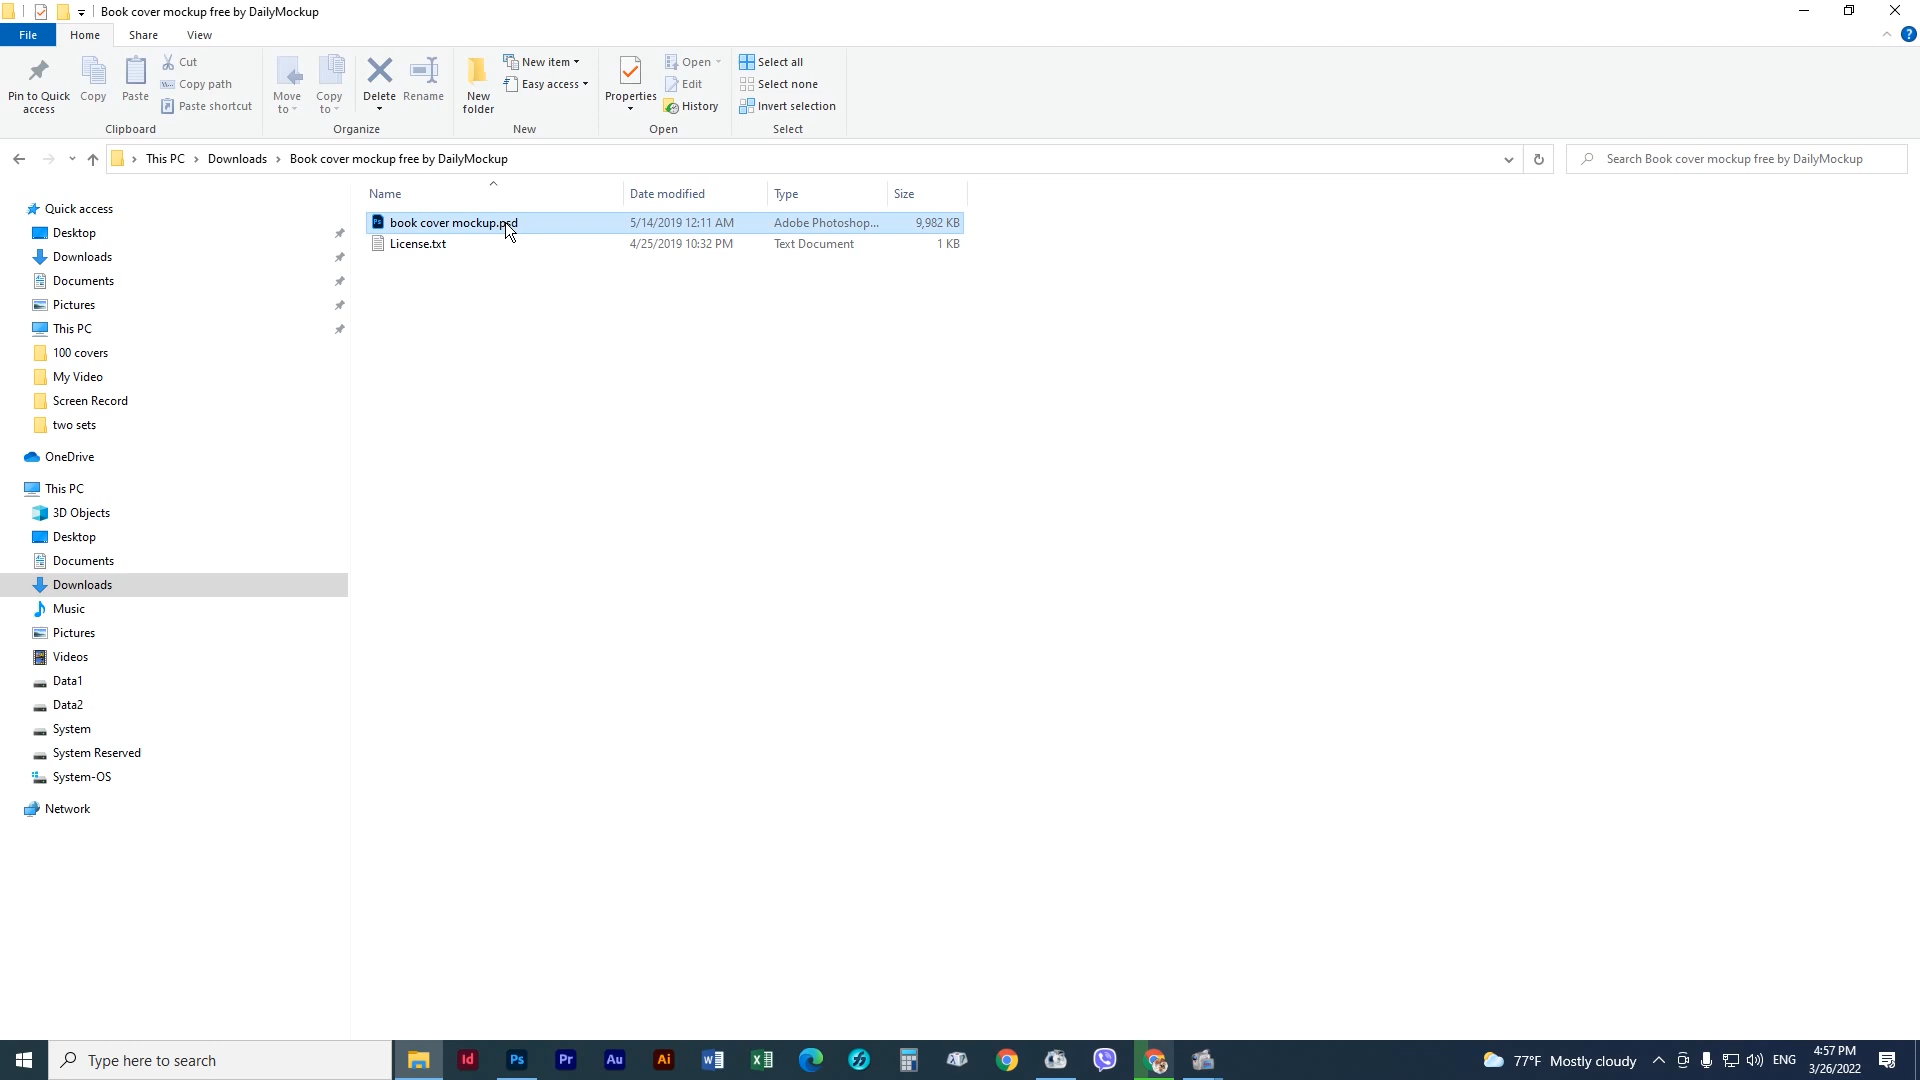 Book cover mockup free by DailyMockup
File Home Share View
Pin to Quick access
Copy
Paste
Cut
Copy path
Paste shortcut
Clipboard
Move to
Copy to
Delete
Rename
Organize
New folder
New item
Easy access
New
Properties
Open
Edit
History
Open
Select all
Select none
Invert selection
Select
This PC > Downloads > Book cover mockup free by DailyMockup
Search Book cover mockup free by DailyMockup
Name Date modified Type Size
book cover mockup.psd 5/14/2019 12:11 AM Adobe Photoshop... 9,982 KB
License.txt 4/25/2019 10:32 PM Text Document 1 KB
Quick access
Desktop
Downloads
Documents
Pictures
This PC
100 covers
My Video
Screen Record
two sets
OneDrive
This PC
3D Objects
Desktop
Documents
Downloads
Music
Pictures
Videos
Data1
Data2
System
System Reserved
System-OS
Network
Type here to search
Id Ps Pr Au Ai
77°F Mostly cloudy
ENG
4:57 PM
3/26/2022